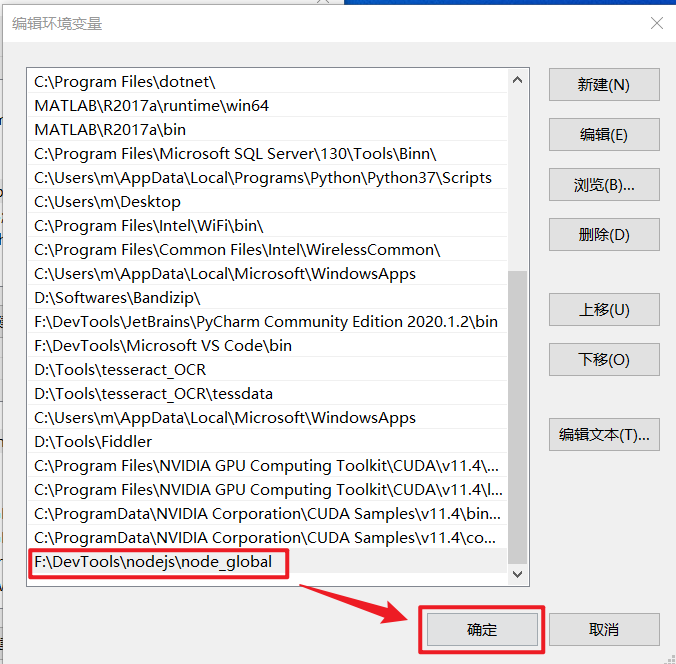 编辑环境变量
C:\Program Files\dotnet\
MATLAB\R2017a\runtime\win64
MATLAB\R2017a\bin
C:\Program Files\Microsoft SQL Server\130\Tools\Binn\
C:\Users\m\AppData\Local\Programs\Python\Python37\Scripts
C:\Users\m\Desktop
C:\Program Files\Intel\WiFi\bin\
C:\Program Files\Common Files\Intel\WirelessCommon\
C:\Users\m\AppData\Local\Microsoft\WindowsApps
D:\Softwares\Bandizip\
F:\DevTools\JetBrains\PyCharm Community Edition 2020.1.2\bin
F:\DevTools\Microsoft VS Code\bin
D:\Tools\tesseract_OCR
D:\Tools\tesseract_OCR\tessdata
C:\Users\m\AppData\Local\Microsoft\WindowsApps
D:\Tools\Fiddler
C:\Program Files\NVIDIA GPU Computing Toolkit\CUDA\v11.4\...
C:\Program Files\NVIDIA GPU Computing Toolkit\CUDA\v11.4\l...
C:\ProgramData\NVIDIA Corporation\CUDA Samples\v11.4\bin...
C:\ProgramData\NVIDIA Corporation\CUDA Samples\v11.4\co...
F:\DevTools\nodejs\node_global
新建(N)
编辑(E)
浏览(B)...
删除(D)
上移(U)
下移(O)
编辑文本(T)...
确定
取消